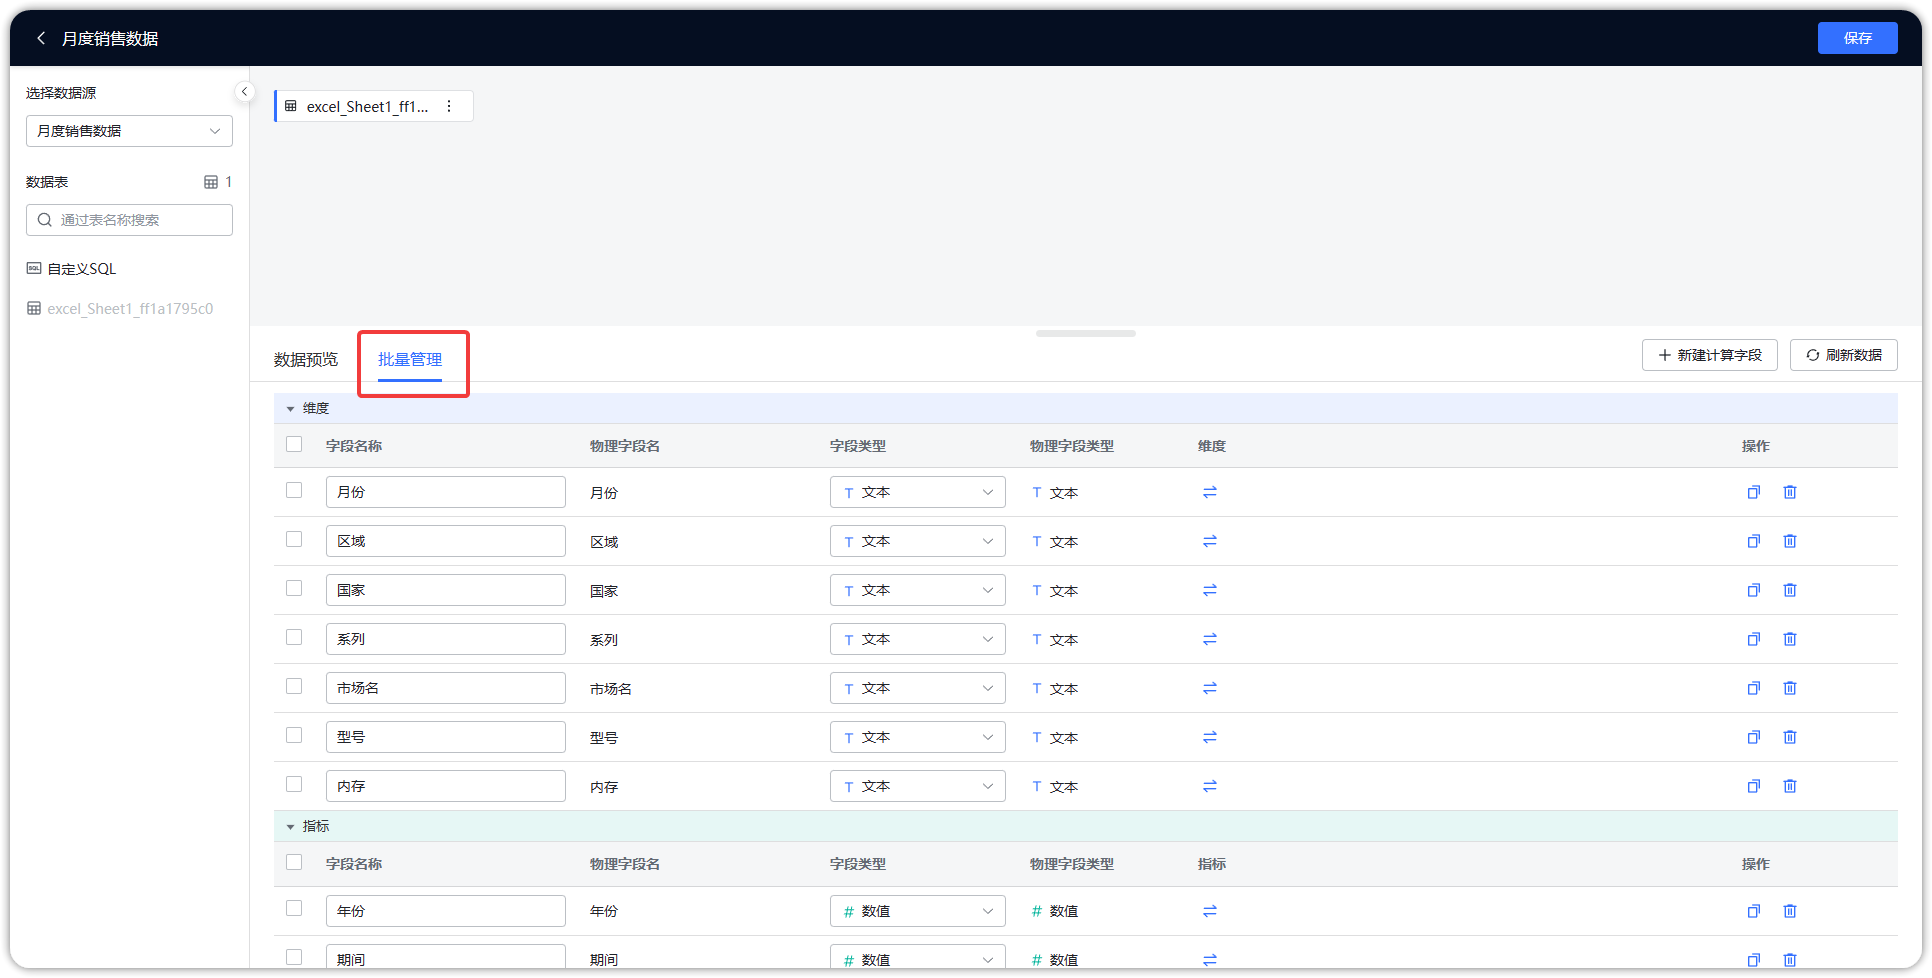 月度销售数据
保存
选择数据源
月度销售数据
数据表 1
通过表名称搜索
自定义SQL
excel_Sheet1_ff1a1795c0
excel_Sheet1_ff1...
数据预览 批量管理 新建计算字段 刷新数据
维度
字段名称 物理字段名 字段类型 物理字段类型 维度 操作
月份 月份 T 文本 T 文本
区域 区域 T 文本 T 文本
国家 国家 T 文本 T 文本
系列 系列 T 文本 T 文本
市场名 市场名 T 文本 T 文本
型号 型号 T 文本 T 文本
内存 内存 T 文本 T 文本
指标
字段名称 物理字段名 字段类型 物理字段类型 指标 操作
年份 年份 # 数值 # 数值
期间 期间 # 数值 # 数值